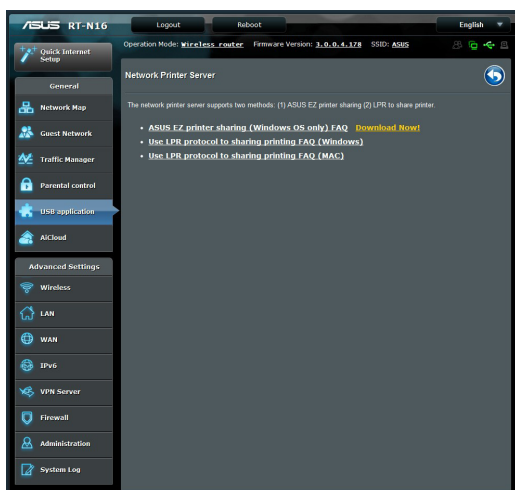 ASUS RT-N16
Logout
Reboot
English
Operation Mode: Wireless router Firmware Version: 3.0.0.4.178 SSID: ASUS
Quick Internet
Setup
General
Network Map
Guest Network
Traffic Manager
Parental control
USB application
AiCloud
Advanced Settings
Wireless
LAN
WAN
IPv6
VPN Server
Firewall
Administration
System Log
Network Printer Server
The network printer server supports two methods: (1) ASUS EZ printer sharing (2) LPR to share printer.
ASUS EZ printer sharing (Windows OS only) FAQ Download Now!
Use LPR protocol to sharing printing FAQ (Windows)
Use LPR protocol to sharing printing FAQ (MAC)